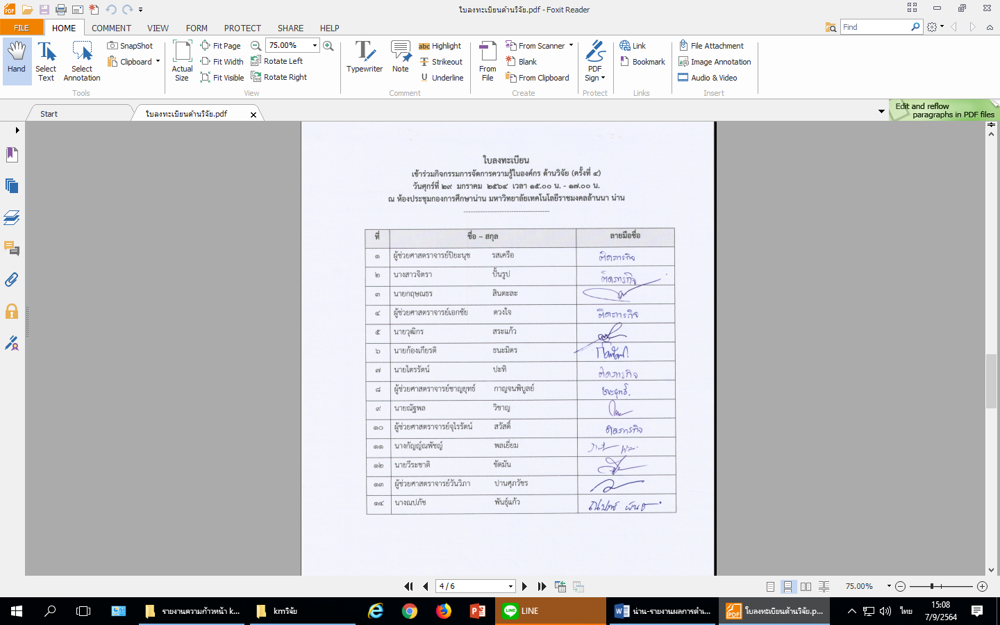 ใบลงทะเบียนด้านวิจัย.pdf - Foxit Reader
FILE HOME COMMENT VIEW FORM PROTECT SHARE HELP Find
Hand Select Text Select Annotation SnapShot Clipboard Tools
Actual Size Fit Page Fit Width Fit Visible 75.00% Rotate Left Rotate Right View
Typewriter Note Highlight Strikeout Underline Comment
From File From Scanner Blank From Clipboard Create
PDF Sign Protect
Link Bookmark Links
File Attachment Image Annotation Audio & Video Insert
Start ใบลงทะเบียนด้านวิจัย.pdf
Edit and reflow
paragraphs in PDF files
ใบลงทะเบียน
เข้าร่วมกิจกรรมการจัดการความรู้ในองค์กร ด้านวิจัย (ครั้งที่ ๔)
วันศุกร์ที่ ๒๙ มกราคม ๒๕๖๔ เวลา ๑๕.๐๐ น. - ๑๗.๐๐ น.
ณ ห้องประชุมกองการศึกษาน่าน มหาวิทยาลัยเทคโนโลยีราชมงคลล้านนา น่าน
ที่ ชื่อ – สกุล ลายมือชื่อ
๑ ผู้ช่วยศาสตราจารย์ปิยะนุช รสเครือ ติดภารกิจ
๒ นางสาวจิตรา ปั้นรูป ติดภารกิจ
๓ นายกฤษณธร สินตะละ
๔ ผู้ช่วยศาสตราจารย์เอกชัย ดวงใจ ติดภารกิจ
๕ นายวุฒิกร สระแก้ว
๖ นายก้องเกียรติ ธนะมิตร
๗ นายไตรรัตน์ ปะทิ ติดภารกิจ
๘ ผู้ช่วยศาสตราจารย์ชาญยุทธ์ กาญจนพิบูลย์
๙ นายณัฐพล วิชาญ
๑๐ ผู้ช่วยศาสตราจารย์จุไรรัตน์ สวัสดิ์ ติดภารกิจ
๑๑ นางกัญญ์ณพัชญ์ พลเยี่ยม
๑๒ นายวีระชาติ ขัดมัน
๑๓ ผู้ช่วยศาสตราจารย์วันวิภา ปานศุภวัชร
๑๔ นางณปภัช พันธุ์แก้ว
4 / 6 75.00%
รายงานความก้าวหน้า k... kmวิจัย LINE น่าน-รายงานผลการดำเ... ใบลงทะเบียนด้านวิจัย.p... ไทย 15:08
7/9/2564